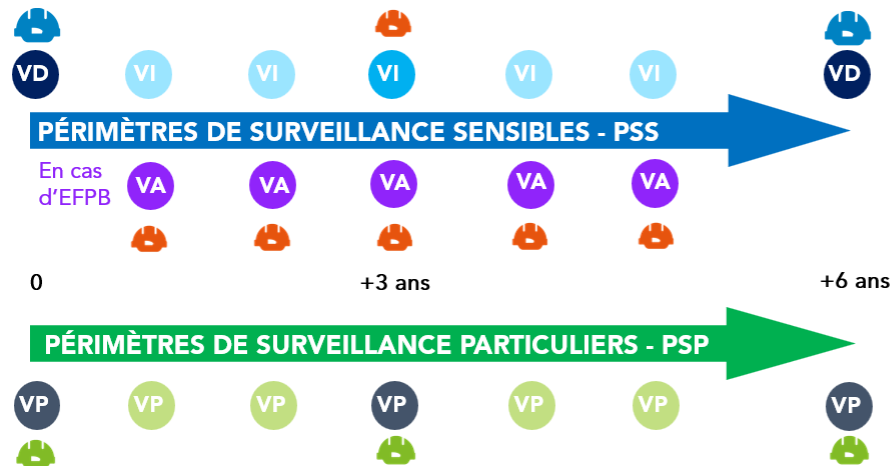 VD VI VI VI VI VI VD
PÉRIMÈTRES DE SURVEILLANCE SENSIBLES - PSS
En cas
d'EFPB
VA VA VA VA VA
0 +3 ans +6 ans
PÉRIMÈTRES DE SURVEILLANCE PARTICULIERS - PSP
VP VP VP VP VP VP VP